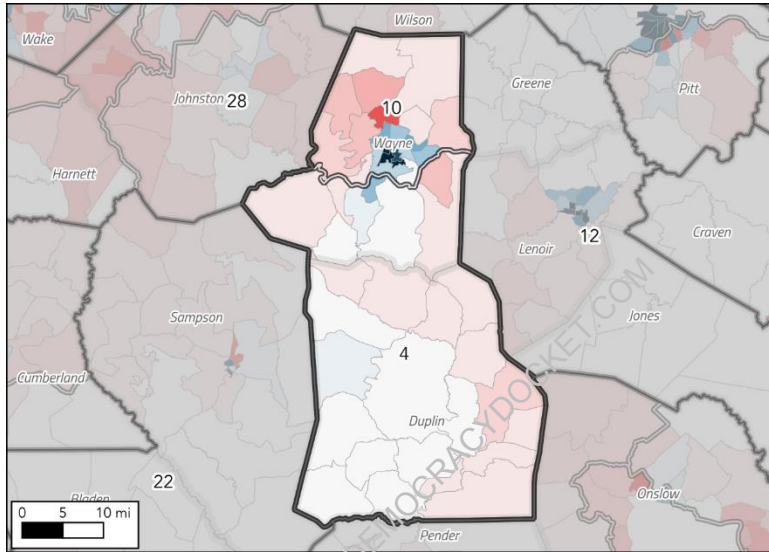 Wilson
Wake
Johnston
28
10
Greene
Pitt
Wayne
Harnett
Craven
Lenoir
12
Sampson
Jones
4
Cumberland
Duplin
22
Bladen
Onslow
0 5 10 mi
Pender
DEMOCRACYDOCKET.COM